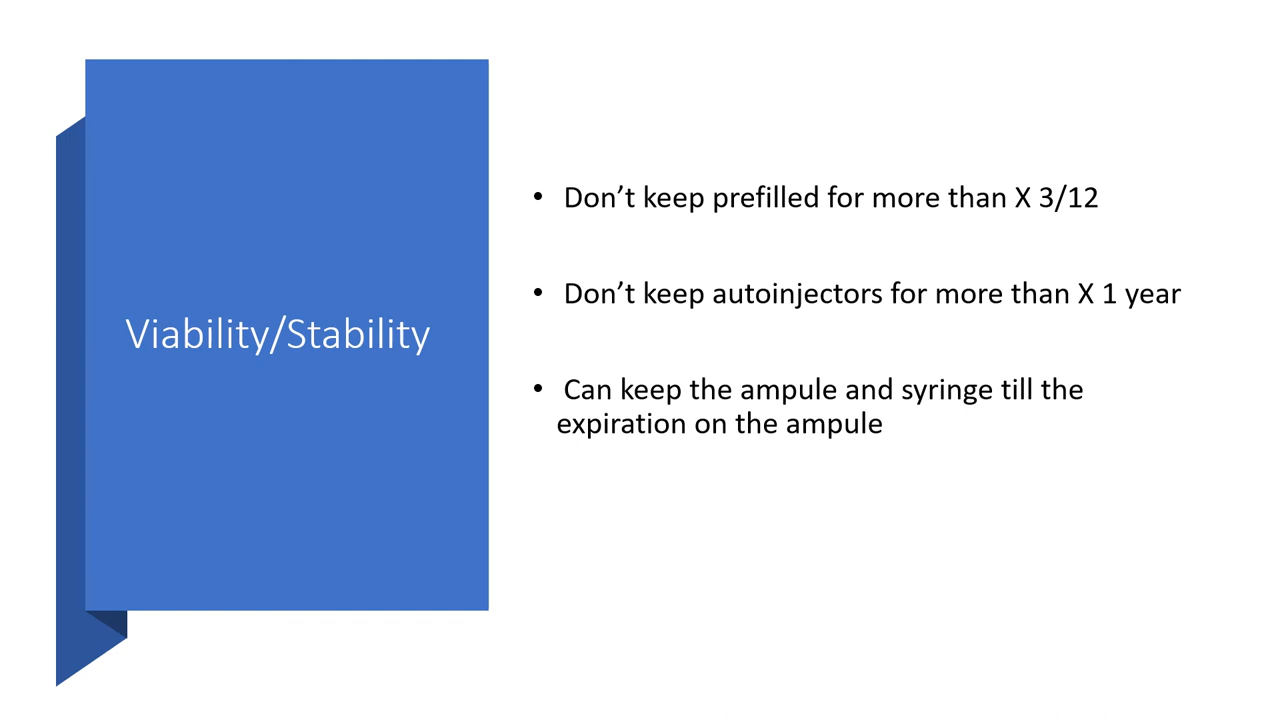 Viability/Stability
• Don’t keep prefilled for more than X 3/12
• Don’t keep autoinjectors for more than X 1 year
• Can keep the ampule and syringe till the
expiration on the ampule